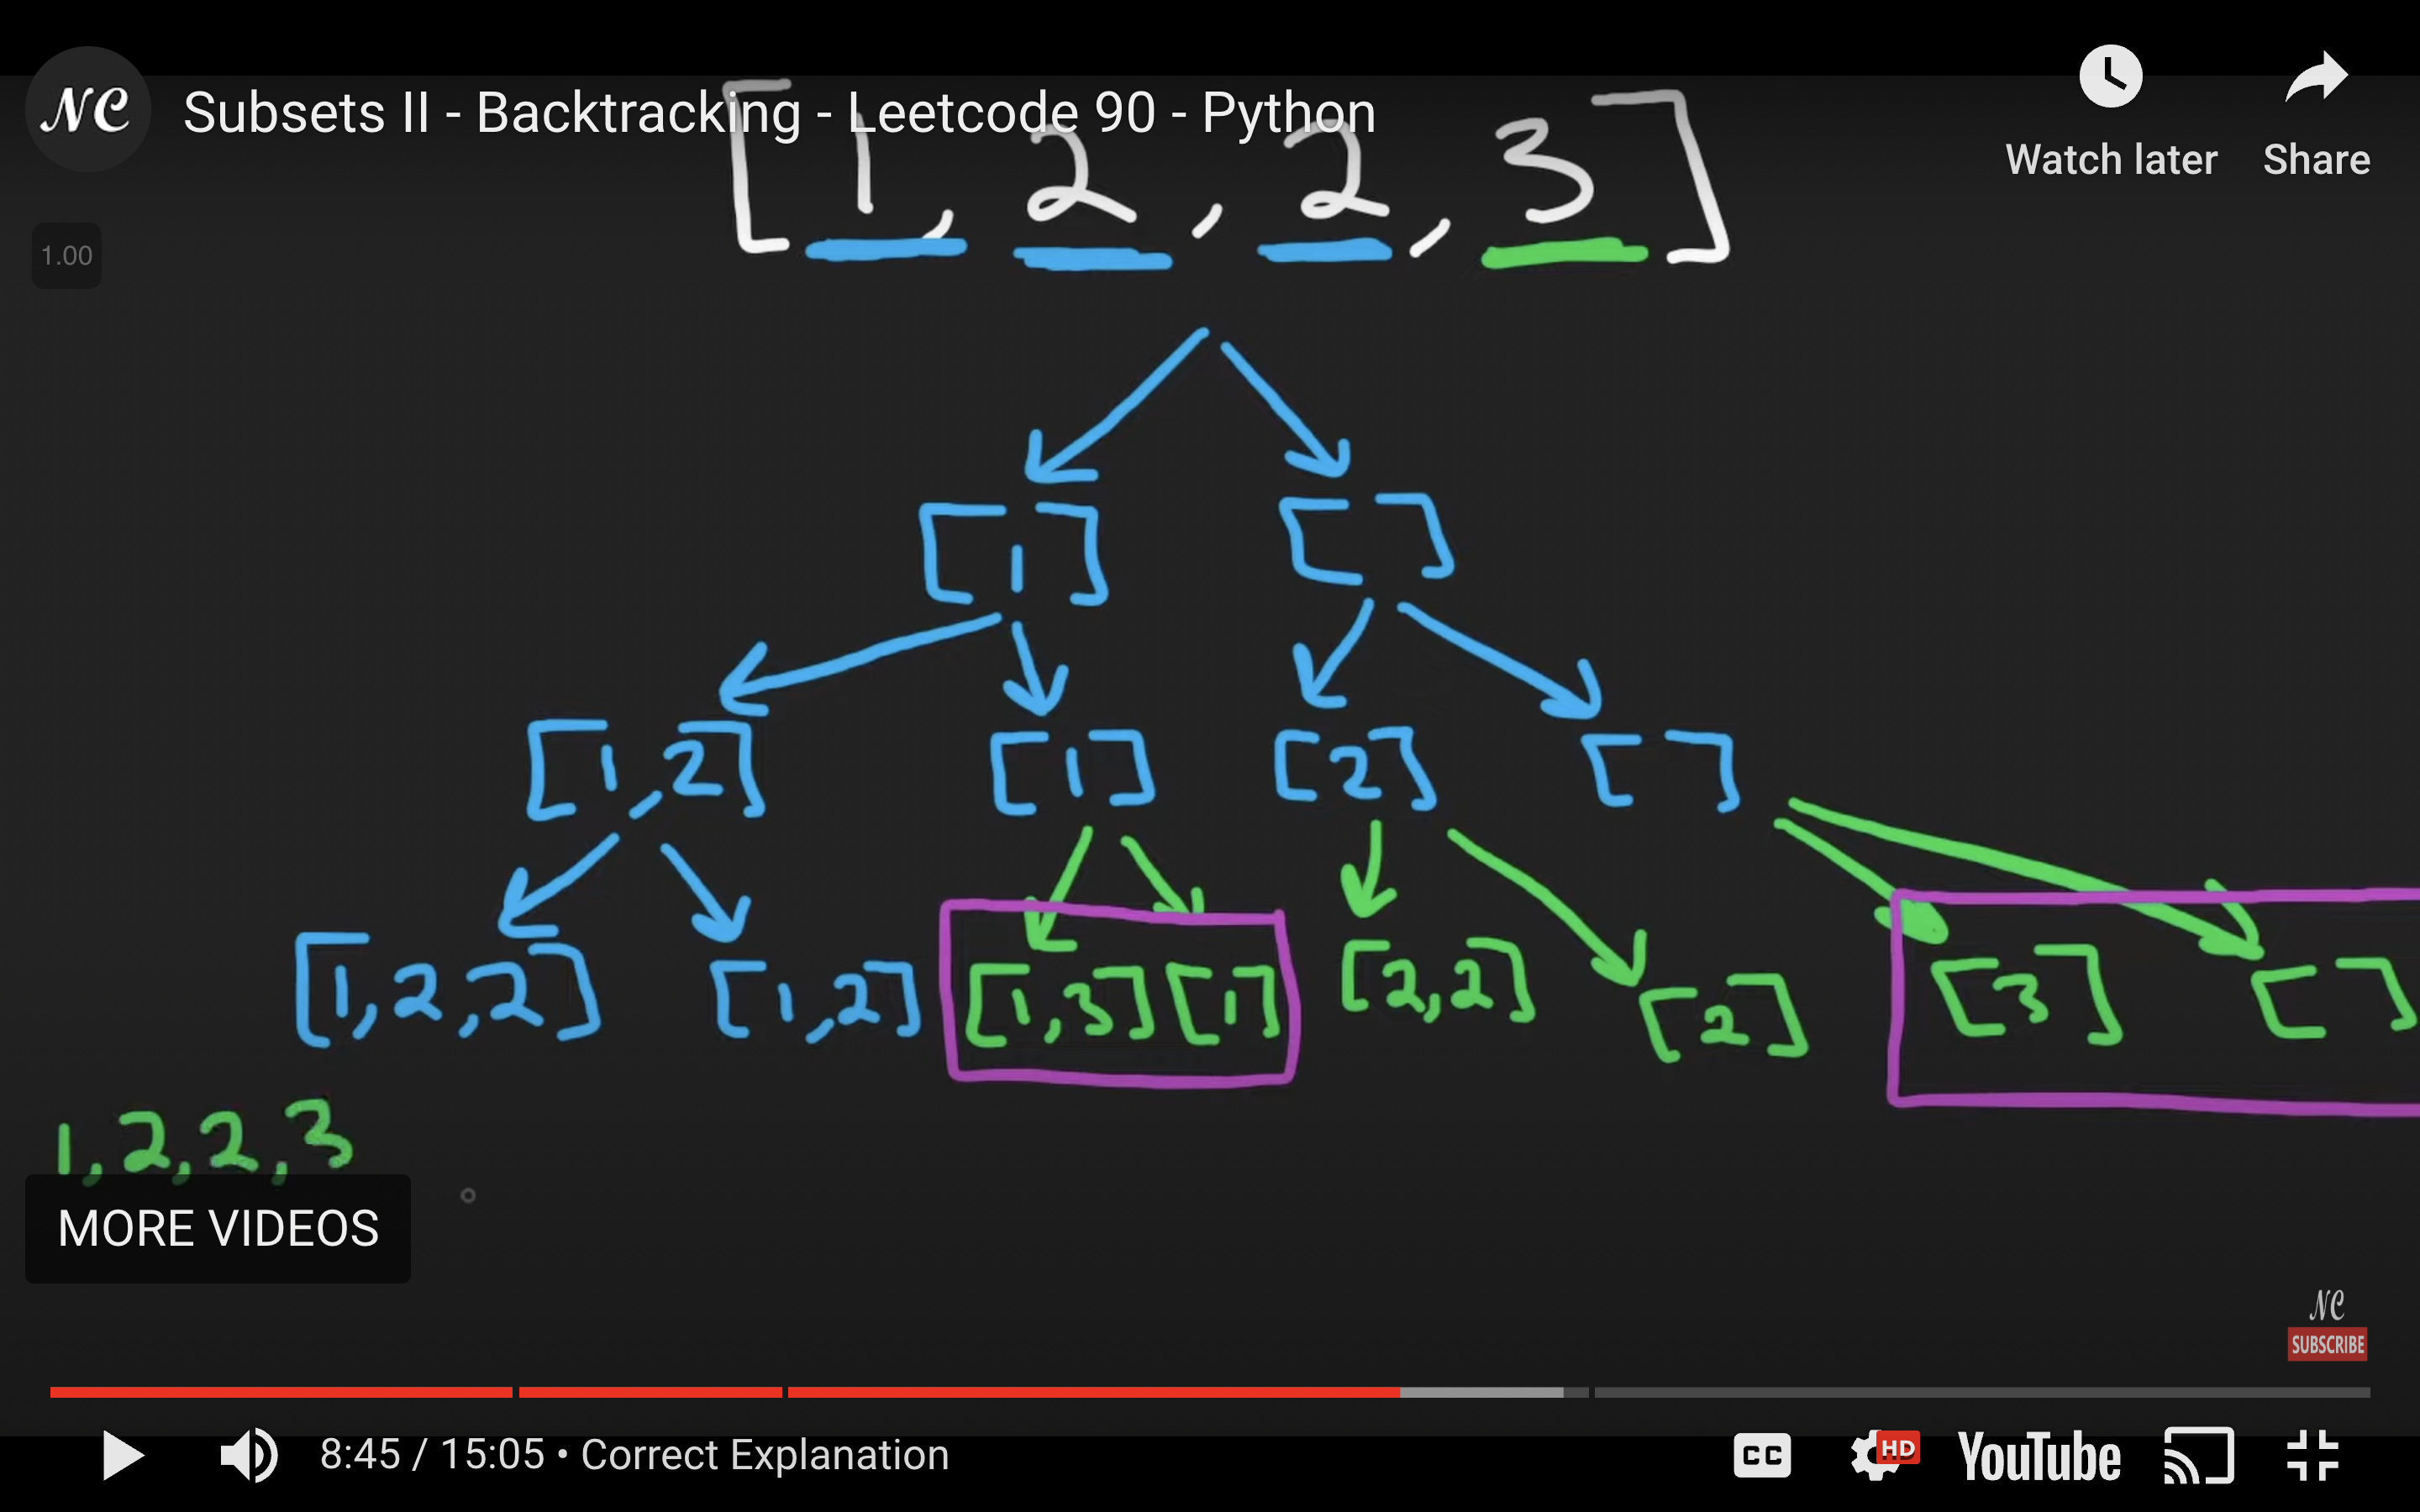 NC Subsets II - Backtracking - Leetcode 90 - Python
Watch later Share
[1, 2, 2, 3]
1.00
[1] [ ]
[1,2] [1] [2] [ ]
[1,2,2] [1,2] [1,3] [1] [2,2] [2] [3] [ ]
1,2,2,3
MORE VIDEOS
NC
SUBSCRIBE
8:45 / 15:05 • Correct Explanation CC HD YouTube